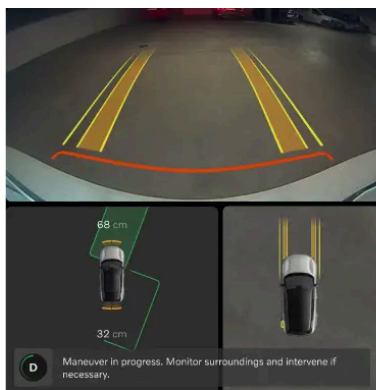 68 cm
32 cm
D
Maneuver in progress. Monitor surroundings and intervene if
necessary.